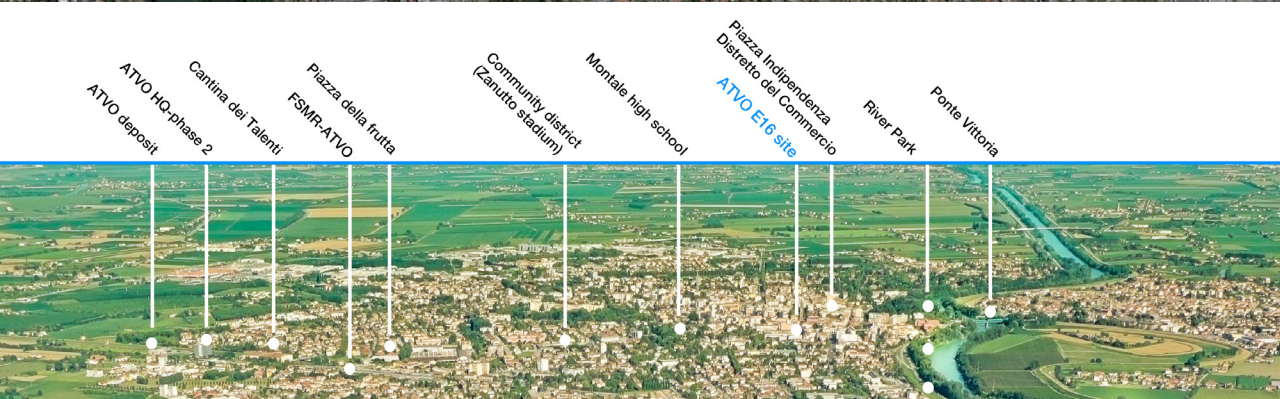 ATVO deposit
ATVO HQ-phase 2
Cantina dei Talenti
FSMR-ATVO
Piazza della frutta
Community district
(Zanutto stadium)
Montale high school
ATVO E16 site
Piazza Indipendenza
Distretto del Commercio
River Park
Ponte Vittoria